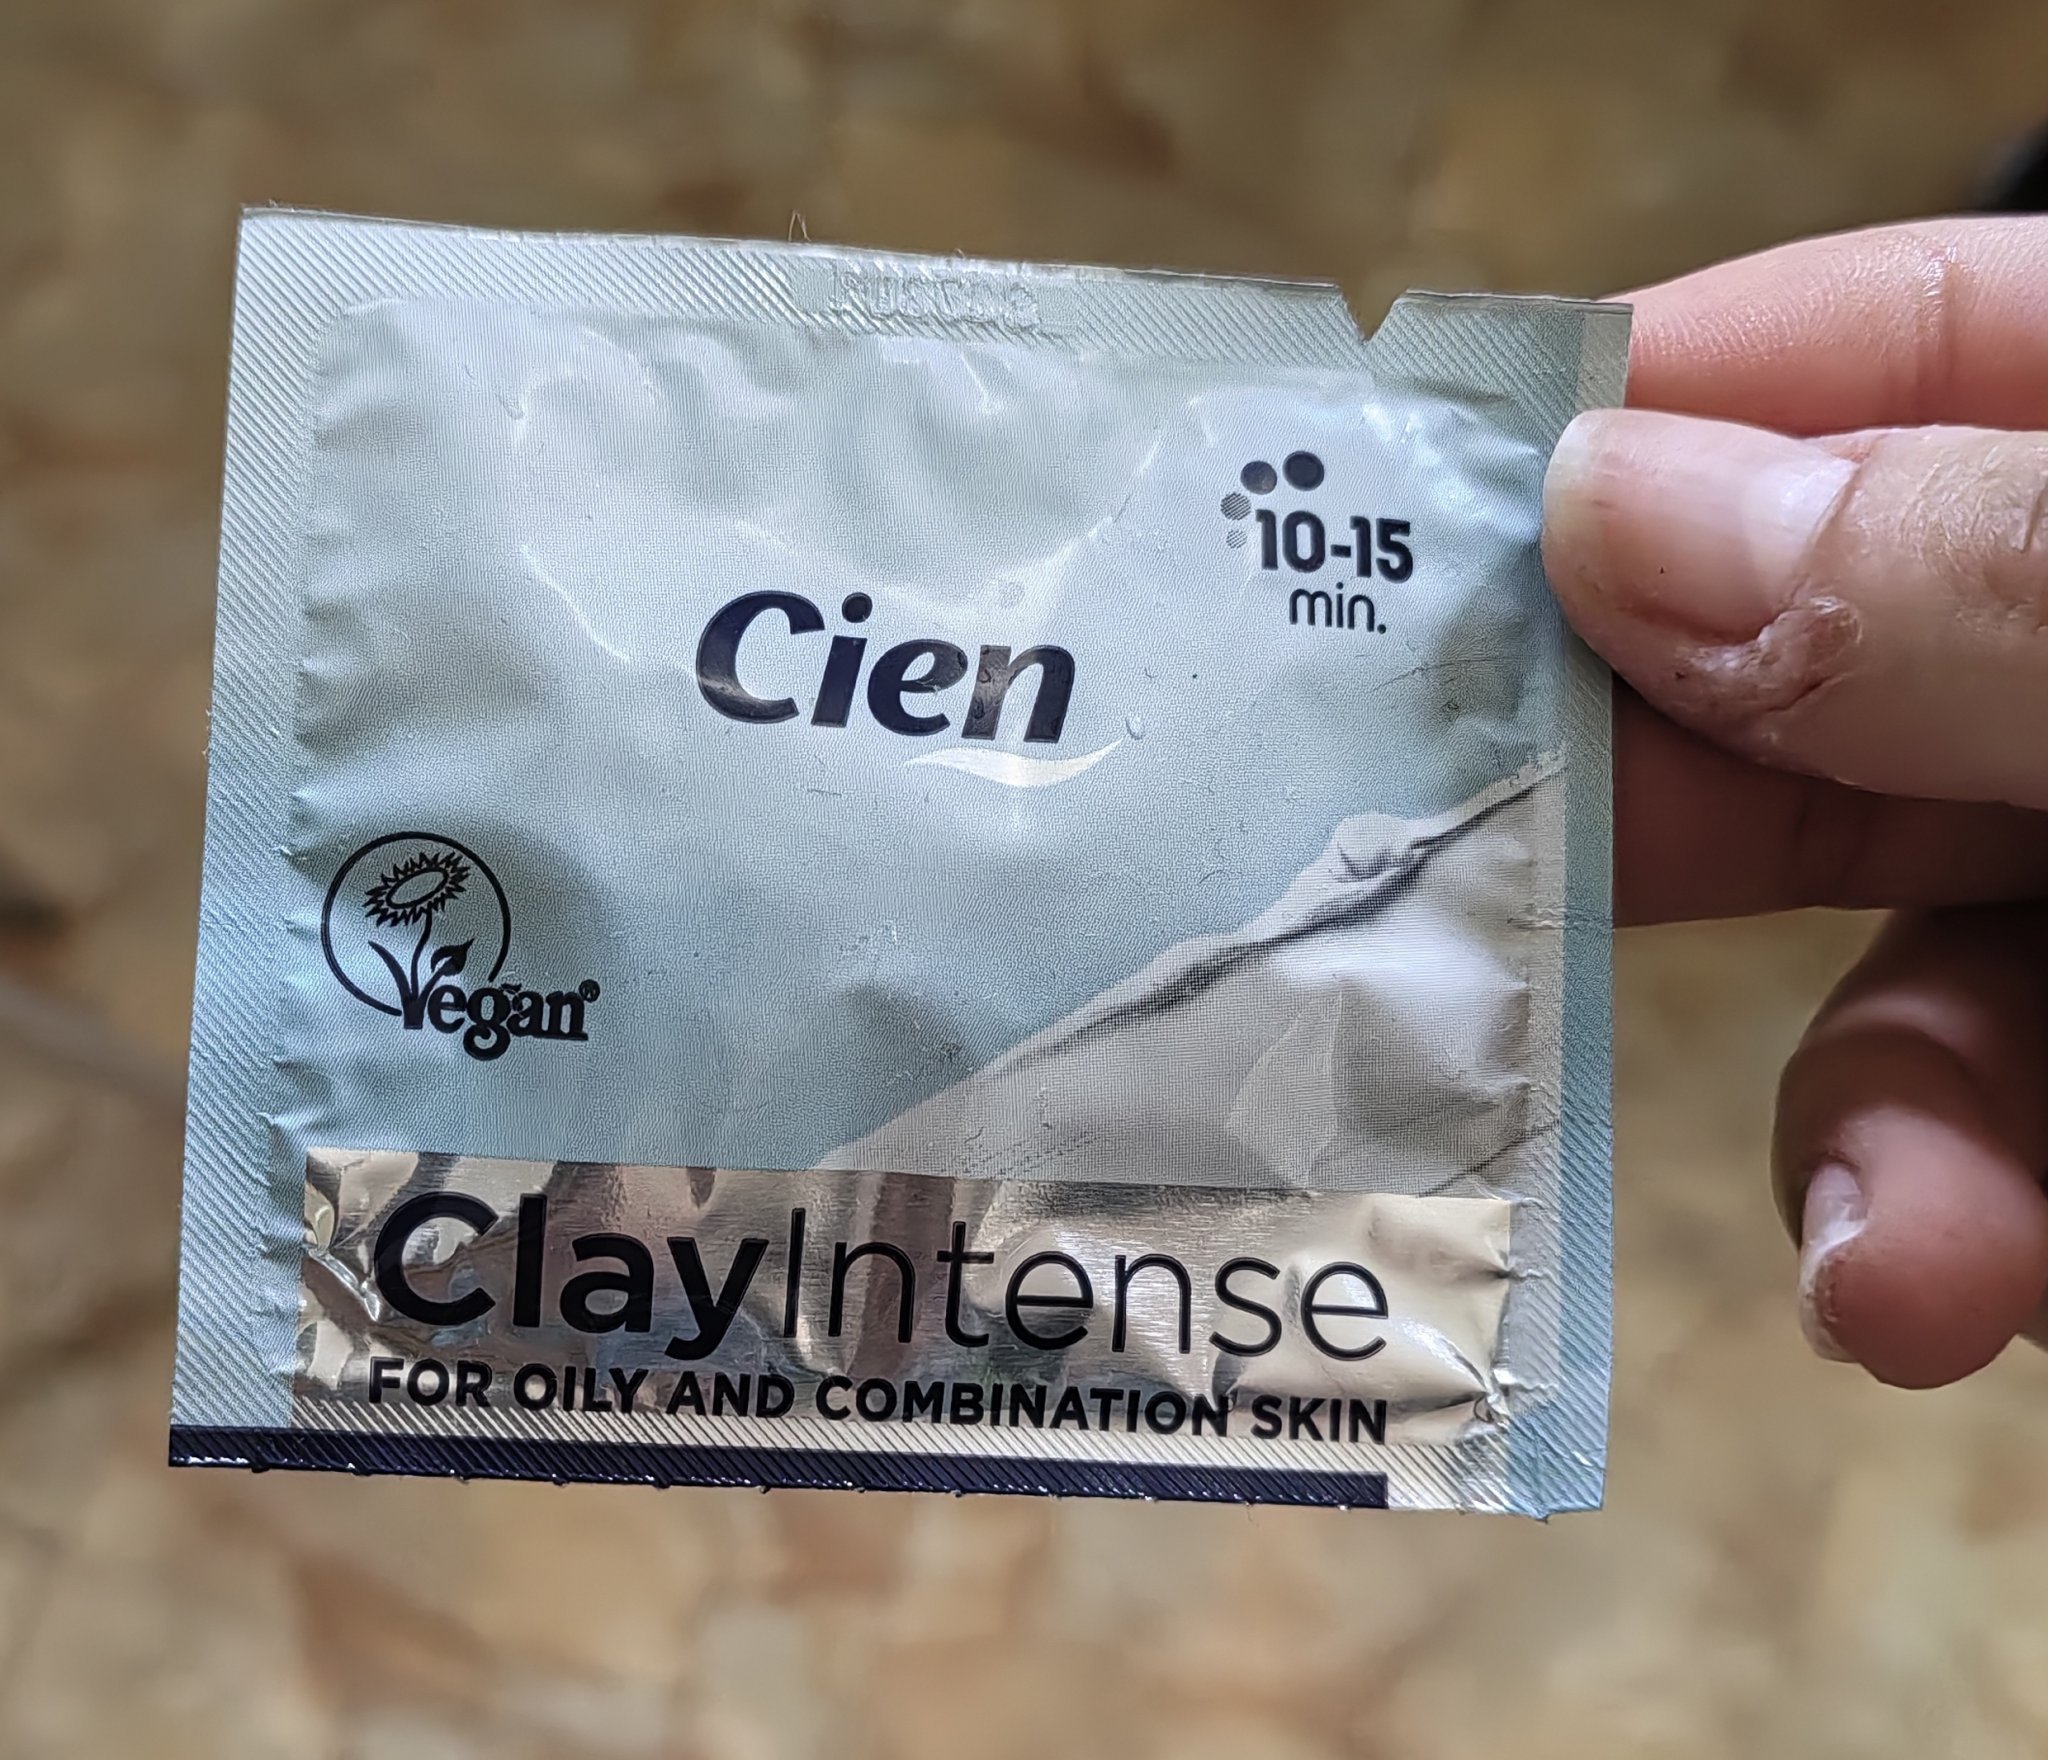 Cien
10-15
min.
Vegan®
ClayIntense
FOR OILY AND COMBINATION SKIN